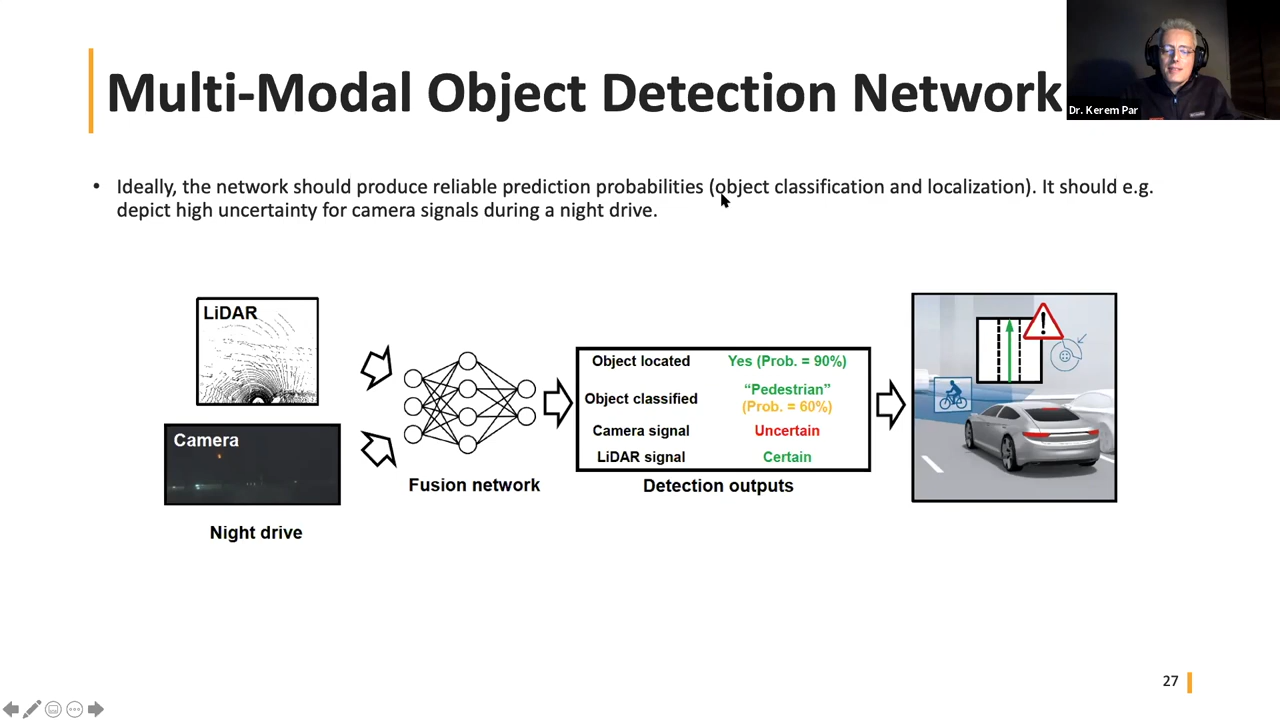 Multi-Modal Object Detection Network
Dr. Kerem Par
• Ideally, the network should produce reliable prediction probabilities (object classification and localization). It should e.g.
depict high uncertainty for camera signals during a night drive.
LiDAR
Camera
Night drive
Fusion network
Object located Yes (Prob. = 90%)
Object classified “Pedestrian”
(Prob. = 60%)
Camera signal Uncertain
LiDAR signal Certain
Detection outputs
27